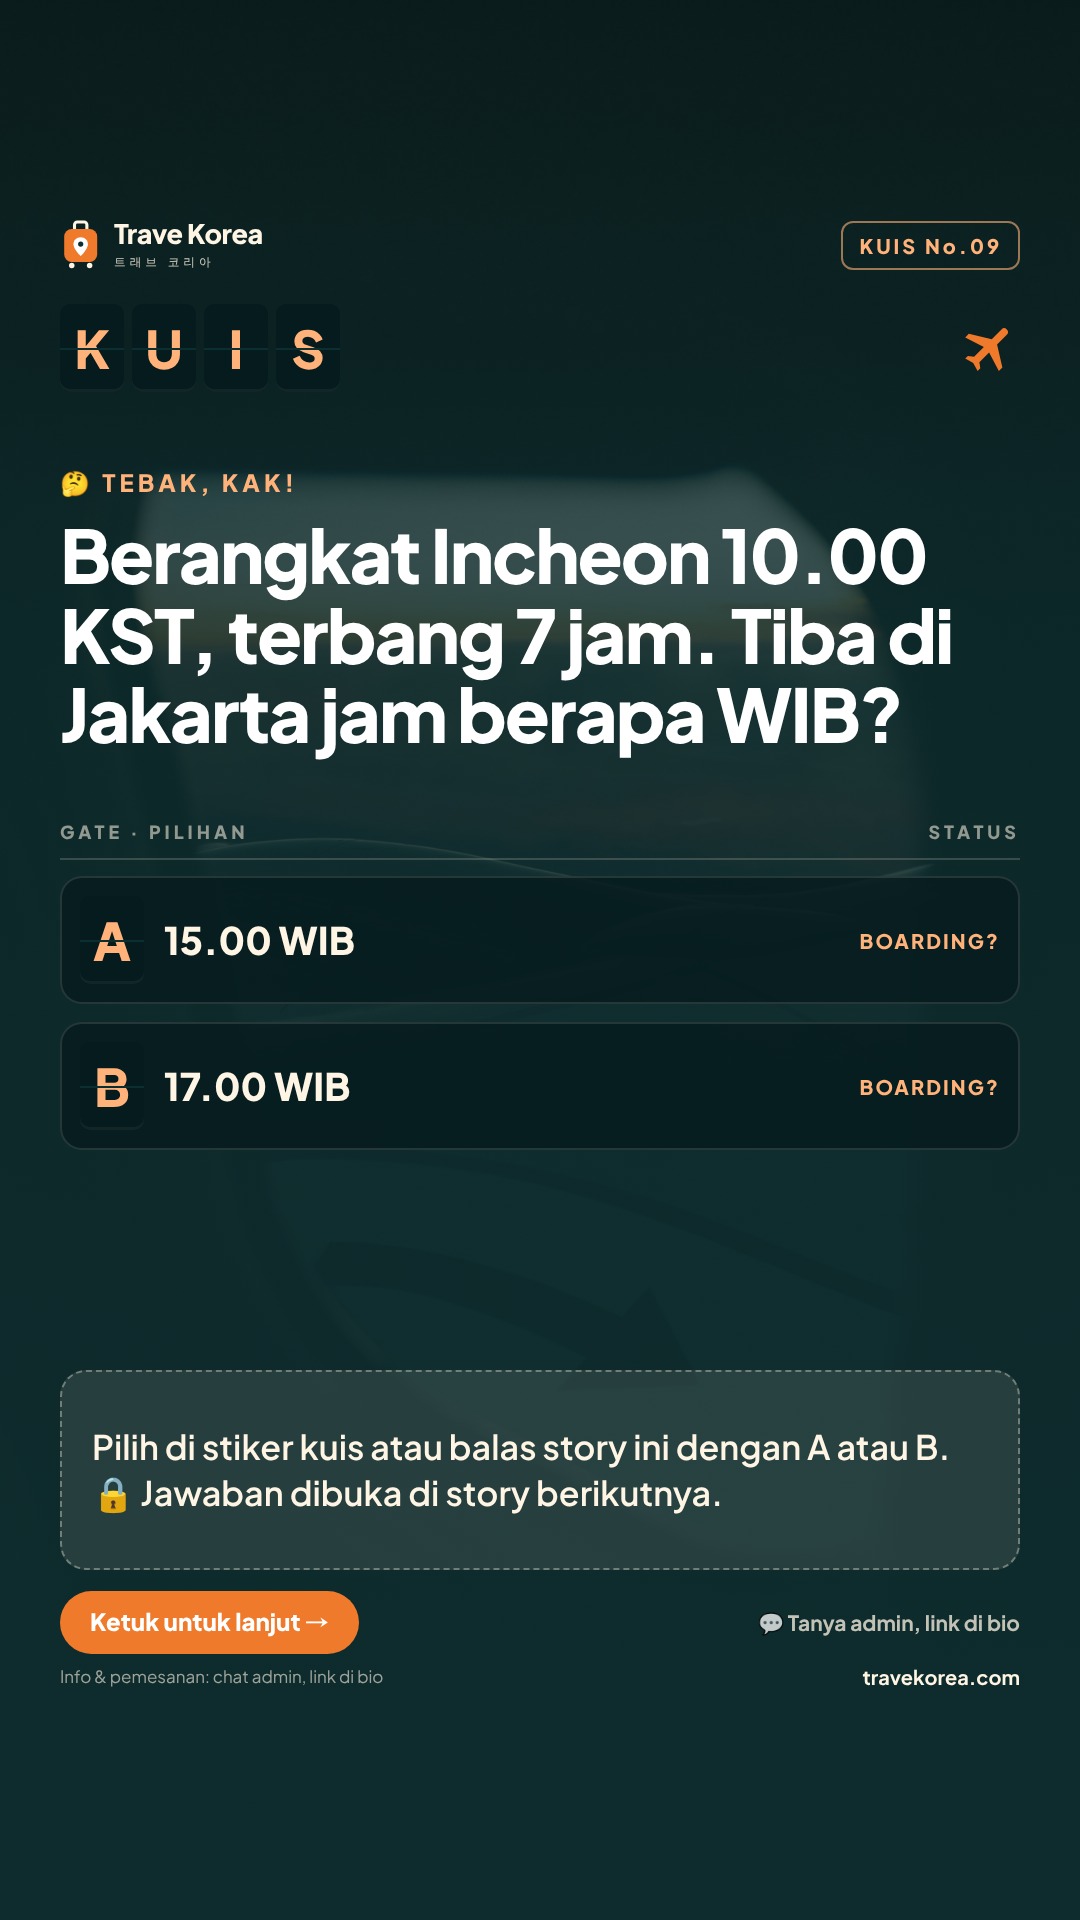 Trave Korea
트래브 코리아
KUIS No.09
KUIS
🤔 TEBAK, KAK!
Berangkat Incheon 10.00
KST, terbang 7 jam. Tiba di
Jakarta jam berapa WIB?
GATE · PILIHAN
STATUS
A 15.00 WIB BOARDING?
B 17.00 WIB BOARDING?
Pilih di stiker kuis atau balas story ini dengan A atau B.
🔒 Jawaban dibuka di story berikutnya.
Ketuk untuk lanjut →
💬 Tanya admin, link di bio
Info & pemesanan: chat admin, link di bio
travekorea.com